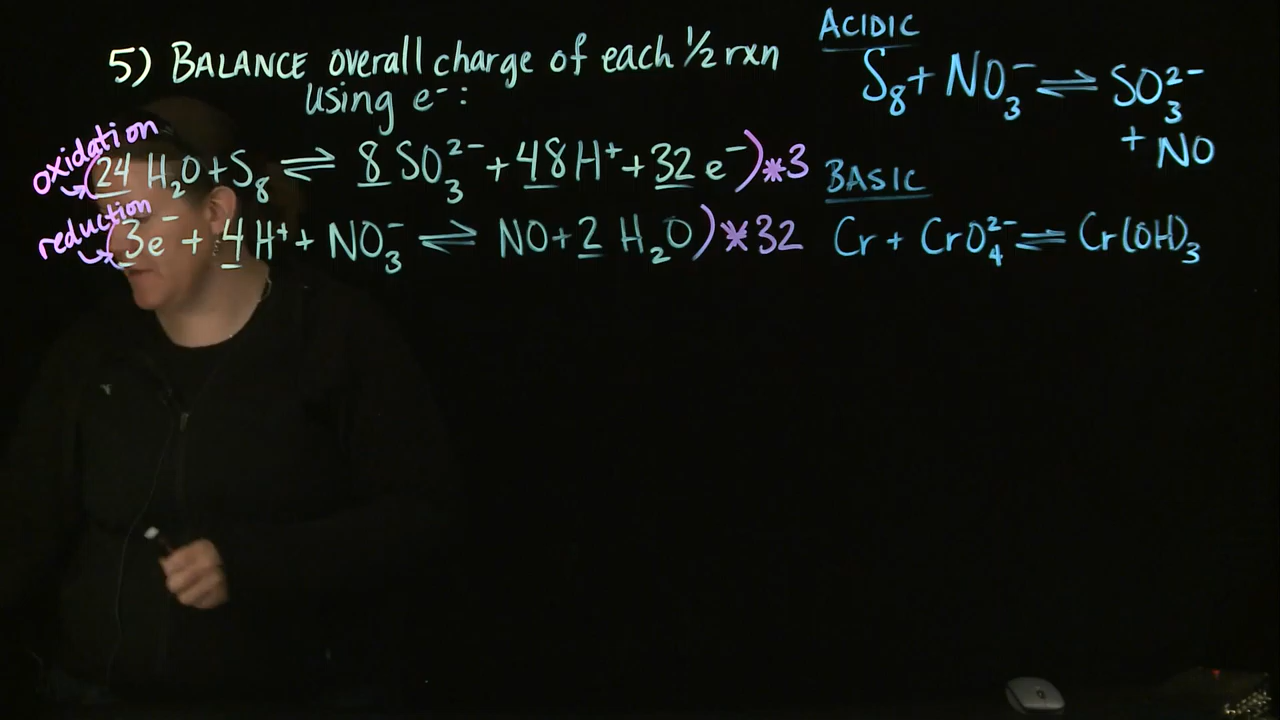 5) BALANCE overall charge of each ½ rxn
using e⁻:
oxidation
(24 H₂O + S₈ ⇌ 8 SO₃²⁻ + 48 H⁺ + 32 e⁻) * 3
reduction
(3e⁻ + 4 H⁺ + NO₃⁻ ⇌ NO + 2 H₂O) * 32
ACIDIC
S₈ + NO₃⁻ ⇌ SO₃²⁻
+ NO
BASIC
Cr + CrO₄²⁻ ⇌ Cr(OH)₃